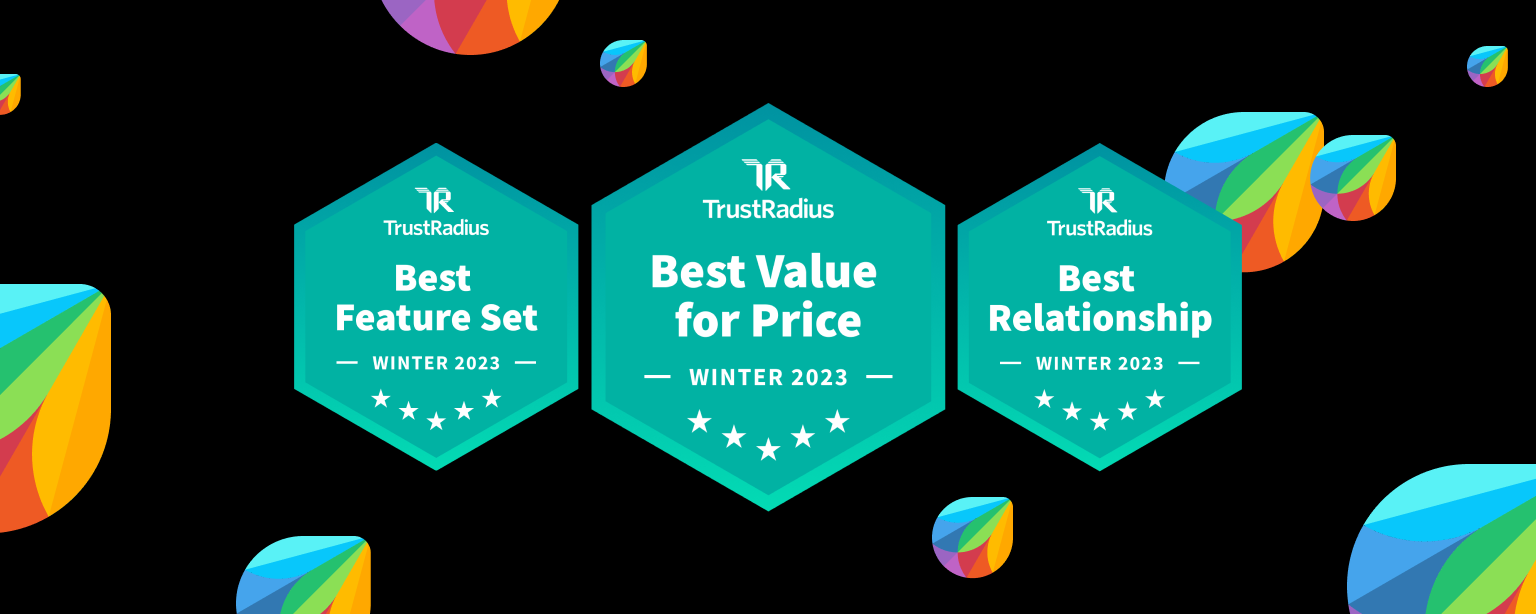 TrustRadius
Best
Feature Set
WINTER 2023
TrustRadius
Best Value
for Price
WINTER 2023
TrustRadius
Best
Relationship
WINTER 2023